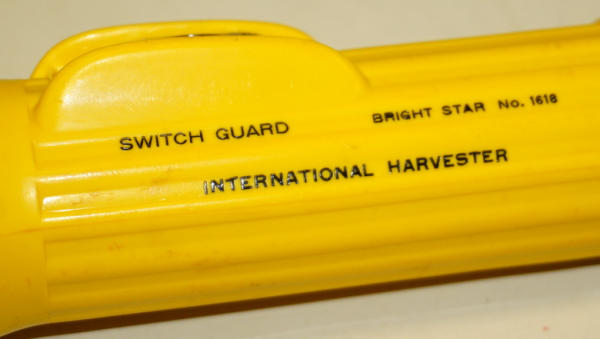 SWITCH GUARD
BRIGHT STAR No. 1618
INTERNATIONAL HARVESTER